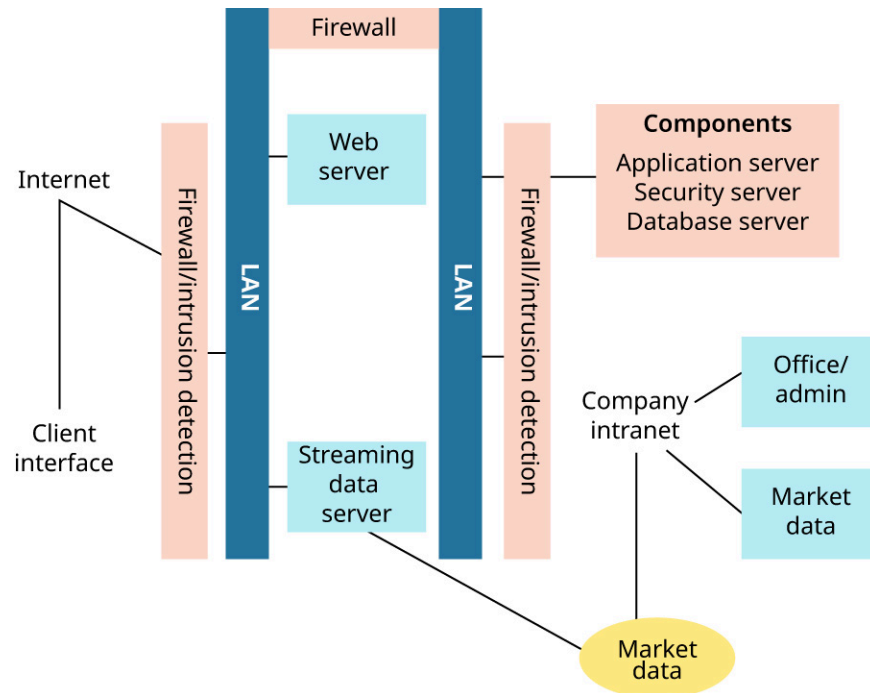 Firewall
Internet
Client
interface
Firewall/intrusion detection
LAN
Web
server
Streaming
data
server
LAN
Firewall/intrusion detection
Components
Application server
Security server
Database server
Company
intranet
Office/
admin
Market
data
Market
data